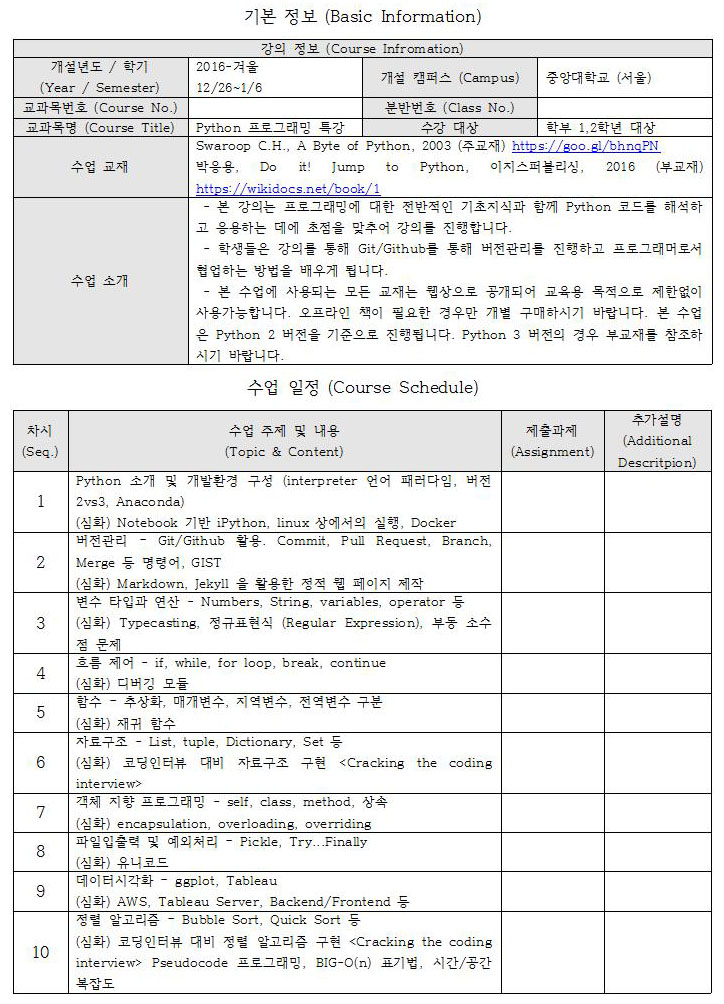 기본 정보 (Basic Information)
강의 정보 (Course Infromation)
개설년도 / 학기
(Year / Semester)
2016-겨울
12/26~1/6
개설 캠퍼스 (Campus)
중앙대학교 (서울)
교과목번호 (Course No.)
분반번호 (Class No.)
교과목명 (Course Title)
Python 프로그래밍 특강
수강 대상
학부 1,2학년 대상
수업 교재
Swaroop C.H., A Byte of Python, 2003 (주교재) https://goo.gl/bhnqPN
박응용, Do it! Jump to Python, 이지스퍼블리싱, 2016 (부교재)
https://wikidocs.net/book/1
수업 소개
- 본 강의는 프로그래밍에 대한 전반적인 기초지식과 함께 Python 코드를 해석하
고 응용하는 데에 초점을 맞추어 강의를 진행합니다.
- 학생들은 강의를 통해 Git/Github를 통해 버전관리를 진행하고 프로그래머로서
협업하는 방법을 배우게 됩니다.
- 본 수업에 사용되는 모든 교재는 웹상으로 공개되어 교육용 목적으로 제한없이
사용가능합니다. 오프라인 책이 필요한 경우만 개별 구매하시기 바랍니다. 본 수업
은 Python 2 버전을 기준으로 진행됩니다. Python 3 버전의 경우 부교재를 참조하
시기 바랍니다.
수업 일정 (Course Schedule)
차시
(Seq.)
수업 주제 및 내용
(Topic & Content)
제출과제
(Assignment)
추가설명
(Additional
Descritpion)
1
Python 소개 및 개발환경 구성 (interpreter 언어 패러다임, 버전
2vs3, Anaconda)
(심화) Notebook 기반 iPython, linux 상에서의 실행, Docker
2
버전관리 - Git/Github 활용. Commit, Pull Request, Branch,
Merge 등 명령어, GIST
(심화) Markdown, Jekyll 을 활용한 정적 웹 페이지 제작
3
변수 타입과 연산 - Numbers, String, variables, operator 등
(심화) Typecasting, 정규표현식 (Regular Expression), 부동 소수
점 문제
4
흐름 제어 - if, while, for loop, break, continue
(심화) 디버깅 모듈
5
함수 - 추상화, 매개변수, 지역변수, 전역변수 구분
(심화) 재귀 함수
6
자료구조 - List, tuple, Dictionary, Set 등
(심화) 코딩인터뷰 대비 자료구조 구현 <Cracking the coding
interview>
7
객체 지향 프로그래밍 - self, class, method, 상속
(심화) encapsulation, overloading, overriding
8
파일입출력 및 예외처리 - Pickle, Try...Finally
(심화) 유니코드
9
데이터시각화 - ggplot, Tableau
(심화) AWS, Tableau Server, Backend/Frontend 등
10
정렬 알고리즘 - Bubble Sort, Quick Sort 등
(심화) 코딩인터뷰 대비 정렬 알고리즘 구현 <Cracking the coding
interview> Pseudocode 프로그래밍, BIG-O(n) 표기법, 시간/공간
복잡도